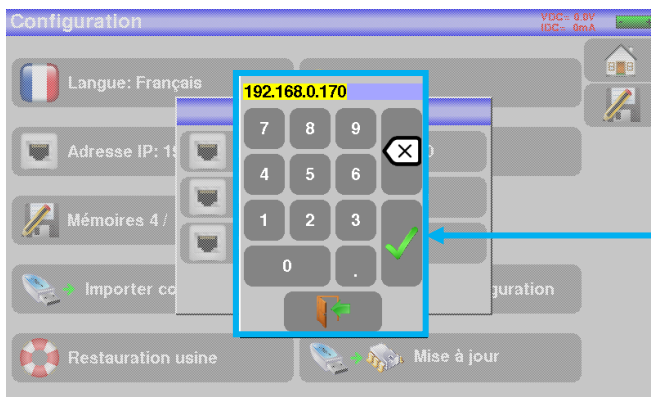 Configuration
VDC= 0.0V
IDC= 0mA
Langue: Français
192.168.0.170
7 8 9
Adresse IP: 19
0
4 5 6
Mémoires 4 /
1 2 3
0 .
Importer co
guration
Restauration usine
Mise à jour